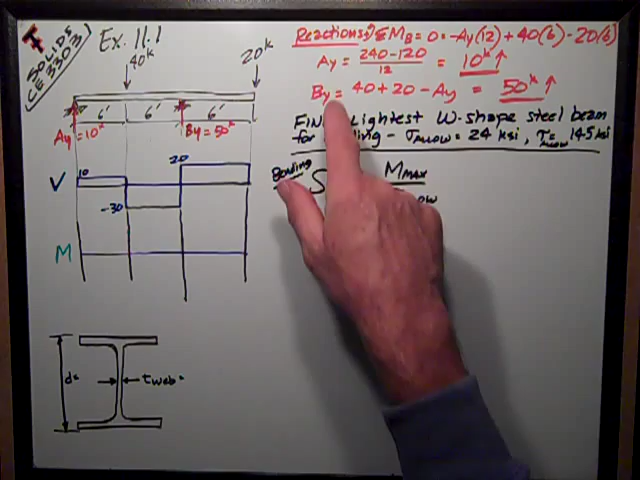 SOLIDS
CE 3303
Ex. 11.1
40k
20k
6' 6' 6'
Ay=10k
By=50k
V
10
-30
20
M
d=
tweb=
Reactions: ΣMB=0=-Ay(12)+40(6)-20(6)
Ay = 240-120 / 12 = 10k ↑
By = 40+20-Ay = 50k ↑
Lightest W-shape steel beam
for - σallow = 24 ksi, τallow = 14.5 ksi
Bending
S
MMAX